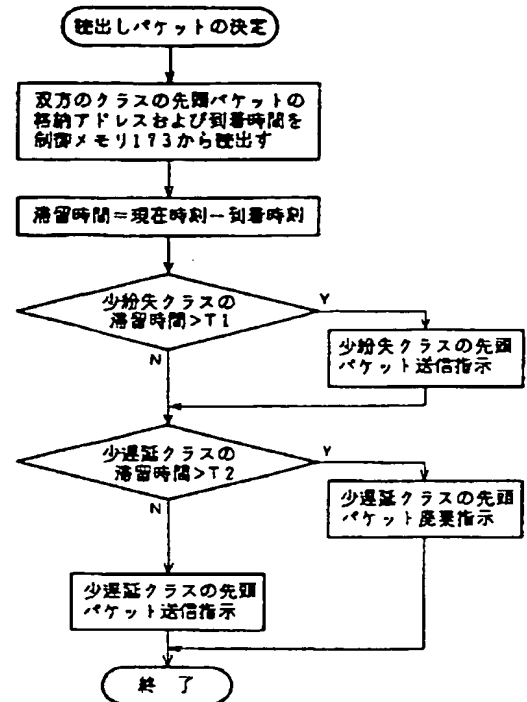 読出しパケットの決定
双方のクラスの先頭パケットの
格納アドレスおよび到着時間を
制御メモリ173から読出す
滞留時間=現在時刻-到着時刻
少紛失クラスの
滞留時間>T1
Y
N
少紛失クラスの先頭
パケット送信指示
少遅延クラスの
滞留時間>T2
Y
N
少遅延クラスの先頭
パケット廃棄指示
少遅延クラスの先頭
パケット送信指示
終 了